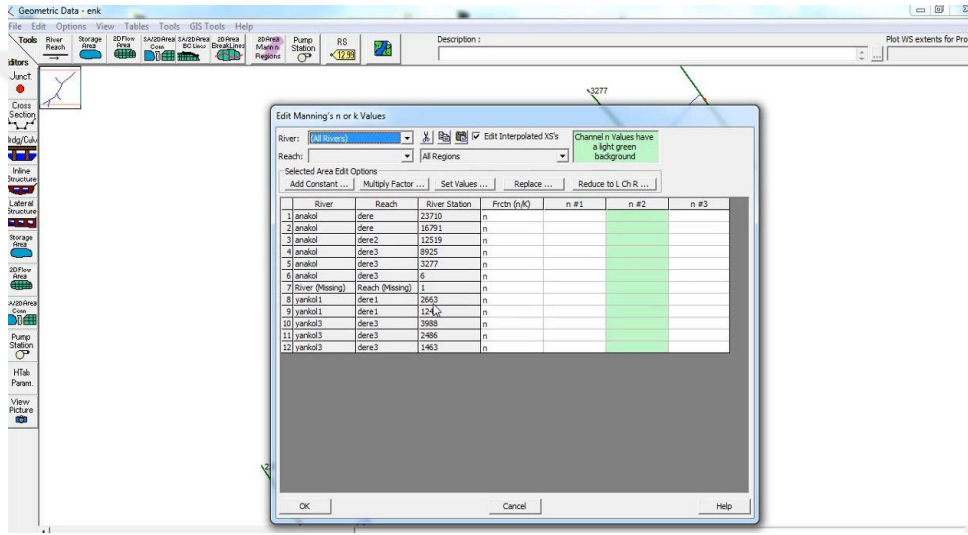 Geometric Data - enk
File Edit Options View Tables Tools GIS Tools Help
Tools River Reach Storage Area 2D Flow Area SA/2D Area Conn SA/2D Area BC Lines 2D Area BreakLines 2D Area Mann n Regions Pump Station RS Description : Plot WS extents for Pro
Editors
Junct.
Cross Section
Inline Structure
Lateral Structure
Storage Area
2D Flow Area
SA/2D Area Conn
Pump Station
HTab Param.
View Picture
3277
Edit Manning's n or k Values
River: (All Rivers) Edit Interpolated XS's Channel n Values have a light green background
Reach: All Regions
Selected Area Edit Options
Add Constant ... Multiply Factor ... Set Values ... Replace ... Reduce to L Ch R ...
River Reach River Station Frctn (n/K) n #1 n #2 n #3
1 anakol dere 23710 n
2 anakol dere 16791 n
3 anakol dere2 12519 n
4 anakol dere3 8925 n
5 anakol dere3 3277 n
6 anakol dere3 6 n
7 River (Missing) Reach (Missing) 1 n
8 yankol1 dere1 2663 n
9 yankol1 dere1 n
10 yankol3 dere3 3988 n
11 yankol3 dere3 2486 n
12 yankol3 dere3 1463 n
OK Cancel Help